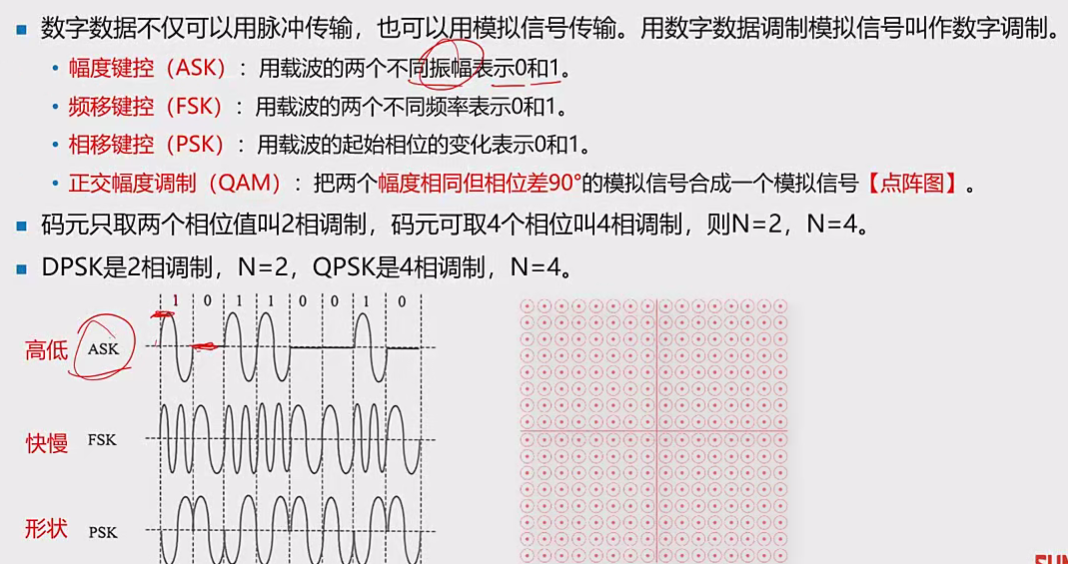 数字数据不仅可以用脉冲传输，也可以用模拟信号传输。用数字数据调制模拟信号叫作数字调制。
幅度键控（ASK）：用载波的两个不同振幅表示0和1。
频移键控（FSK）：用载波的两个不同频率表示0和1。
相移键控（PSK）：用载波的起始相位的变化表示0和1。
正交幅度调制（QAM）：把两个幅度相同但相位差90°的模拟信号合成一个模拟信号【点阵图】。
码元只取两个相位值叫2相调制，码元可取4个相位叫4相调制，则N=2，N=4。
DPSK是2相调制，N=2，QPSK是4相调制，N=4。
1 0 1 1 0 0 1 0
高低 ASK
快慢 FSK
形状 PSK